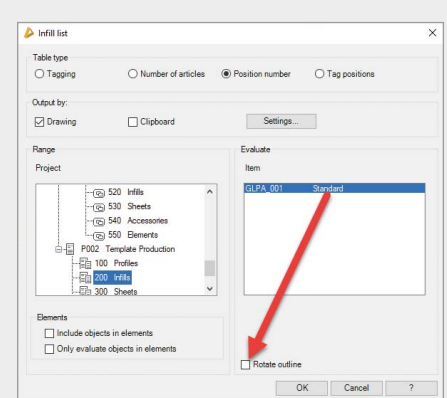 Infill list
Table type
Tagging
Number of articles
Position number
Tag positions
Output by:
Drawing
Clipboard
Settings...
Range
Evaluate
Project
Item
520 Infills
530 Sheets
540 Accessories
550 Elements
P002 Template Production
100 Profiles
200 Infills
300 Sheets
GLPA_001 Standard
Elements
Include objects in elements
Only evaluate objects in elements
Rotate outline
OK
Cancel
?